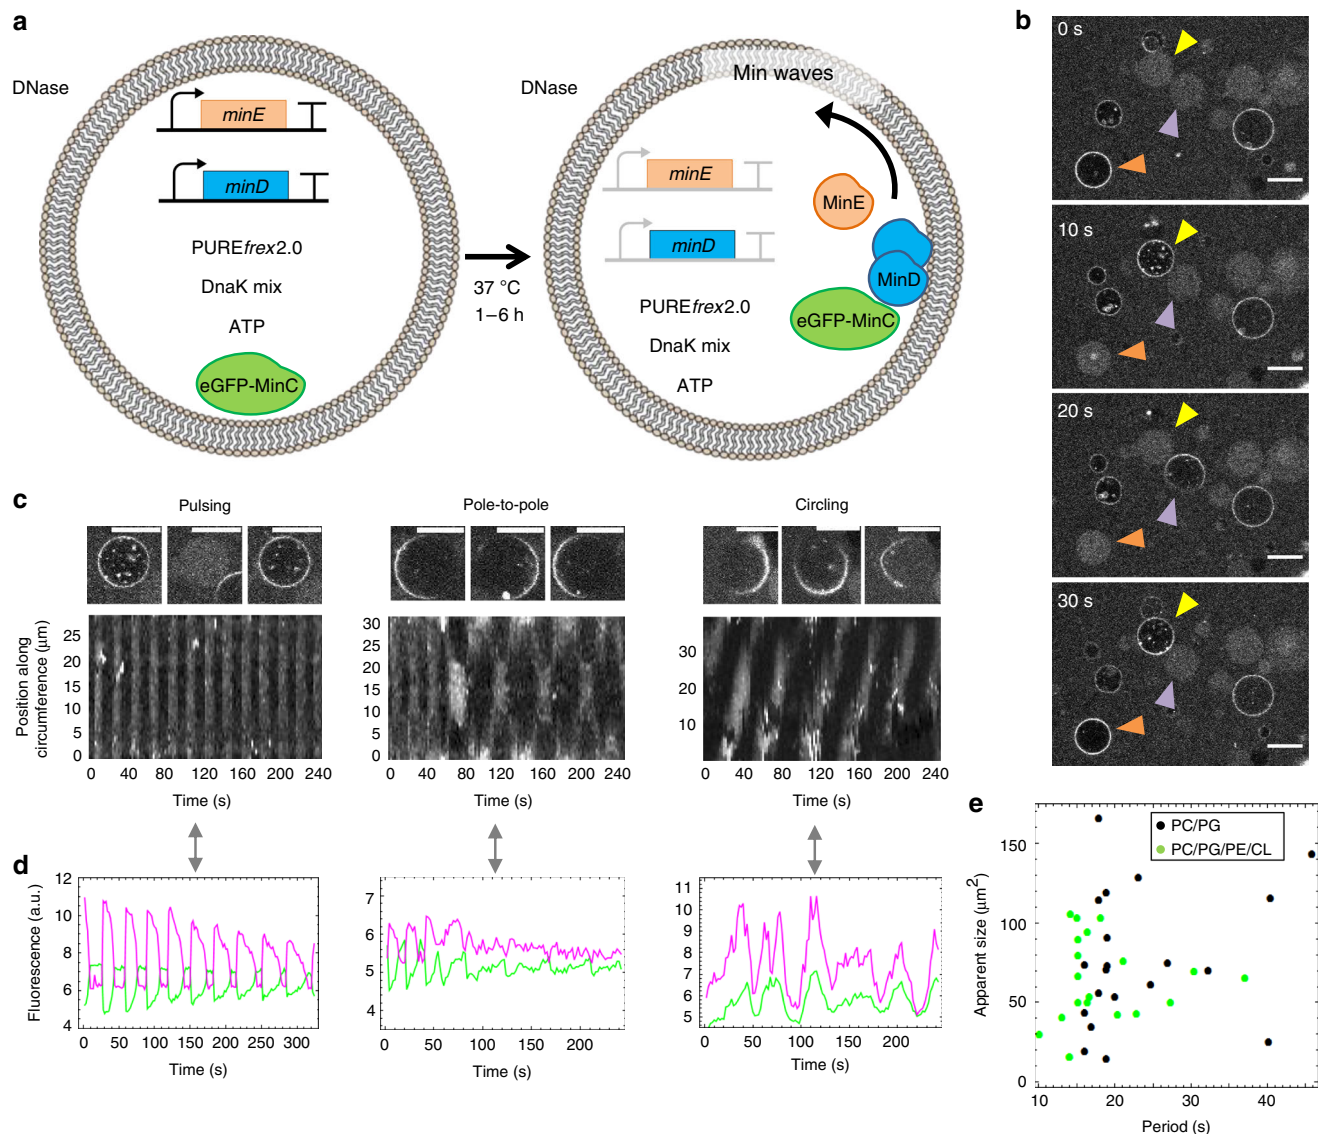 a
DNase
minE
minD
PUREfrex2.0
DnaK mix
ATP
eGFP-MinC
37 °C
1–6 h
DNase
Min waves
minE
minD
MinE
MinD
eGFP-MinC
PUREfrex2.0
DnaK mix
ATP
b
0 s
10 s
20 s
30 s
c
Pulsing
Pole-to-pole
Circling
Position along
circumference (µm)
25
20
15
10
5
0
0 40 80 120 160 200 240
Time (s)
30
25
20
15
10
5
0
0 40 80 120 160 200 240
Time (s)
30
20
10
0 40 80 120 160 200 240
Time (s)
d
Fluorescence (a.u.)
12
10
8
6
4
0 50 100 150 200 250 300
Time (s)
7
6
5
4
0 50 100 150 200
Time (s)
11
10
9
8
7
6
5
0 50 100 150 200
Time (s)
e
PC/PG
PC/PG/PE/CL
Apparent size (µm²)
150
100
50
0
10 20 30 40
Period (s)